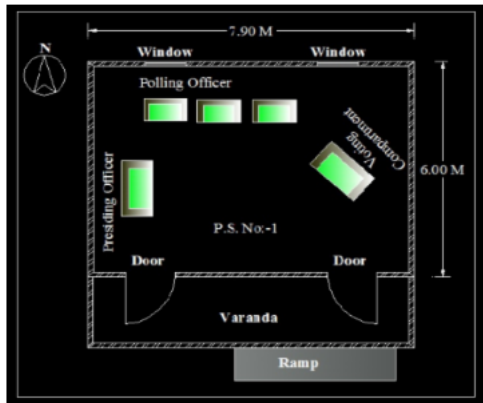 7.90 M
N
Window
Window
Polling Officer
Voting
Compartment
6.00 M
Presiding Officer
P.S. No:-1
Door
Door
Varanda
Ramp